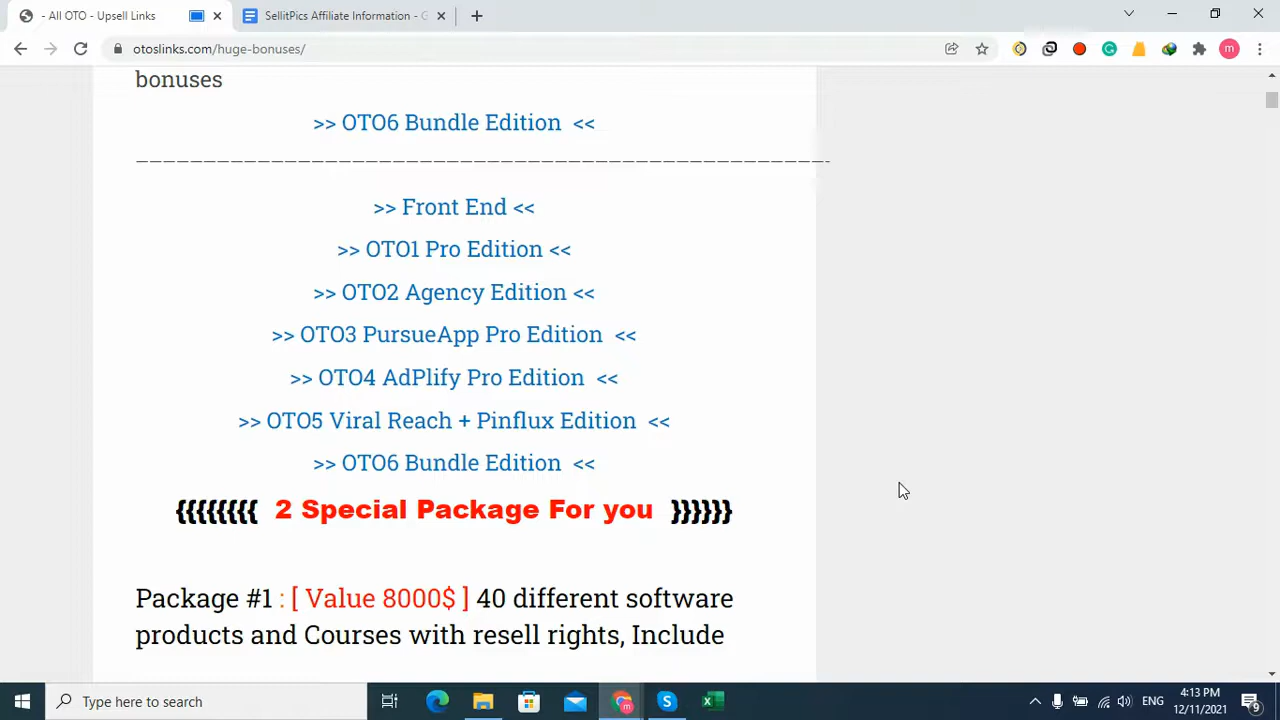 - All OTO - Upsell Links
SellitPics Affiliate Information - G
otoslinks.com/huge-bonuses/
m
bonuses
>> OTO6 Bundle Edition <<
>> Front End <<
>> OTO1 Pro Edition <<
>> OTO2 Agency Edition <<
>> OTO3 PursueApp Pro Edition <<
>> OTO4 AdPlify Pro Edition <<
>> OTO5 Viral Reach + Pinflux Edition <<
>> OTO6 Bundle Edition <<
{{{{{{{{ 2 Special Package For you }}}}}}
Package #1 : [ Value 8000$ ] 40 different software
products and Courses with resell rights, Include
Type here to search
ENG
4:13 PM
12/11/2021
9